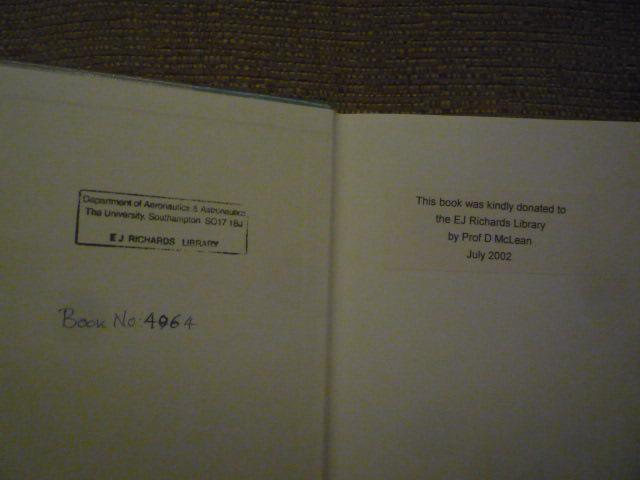 Department of Aeronautics & Astronautics
The University, Southampton SO17 1BJ
EJ RICHARDS LIBRARY
Book No 4064
This book was kindly donated to
the EJ Richards Library
by Prof D McLean
July 2002